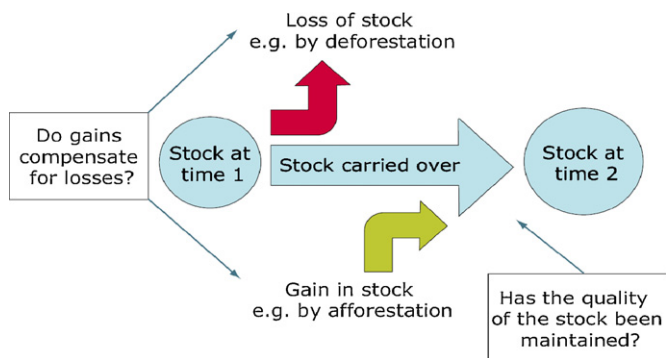 Loss of stock
e.g. by deforestation
Do gains
compensate
for losses?
Stock at
time 1
Stock carried over
Stock at
time 2
Gain in stock
e.g. by afforestation
Has the quality
of the stock been
maintained?